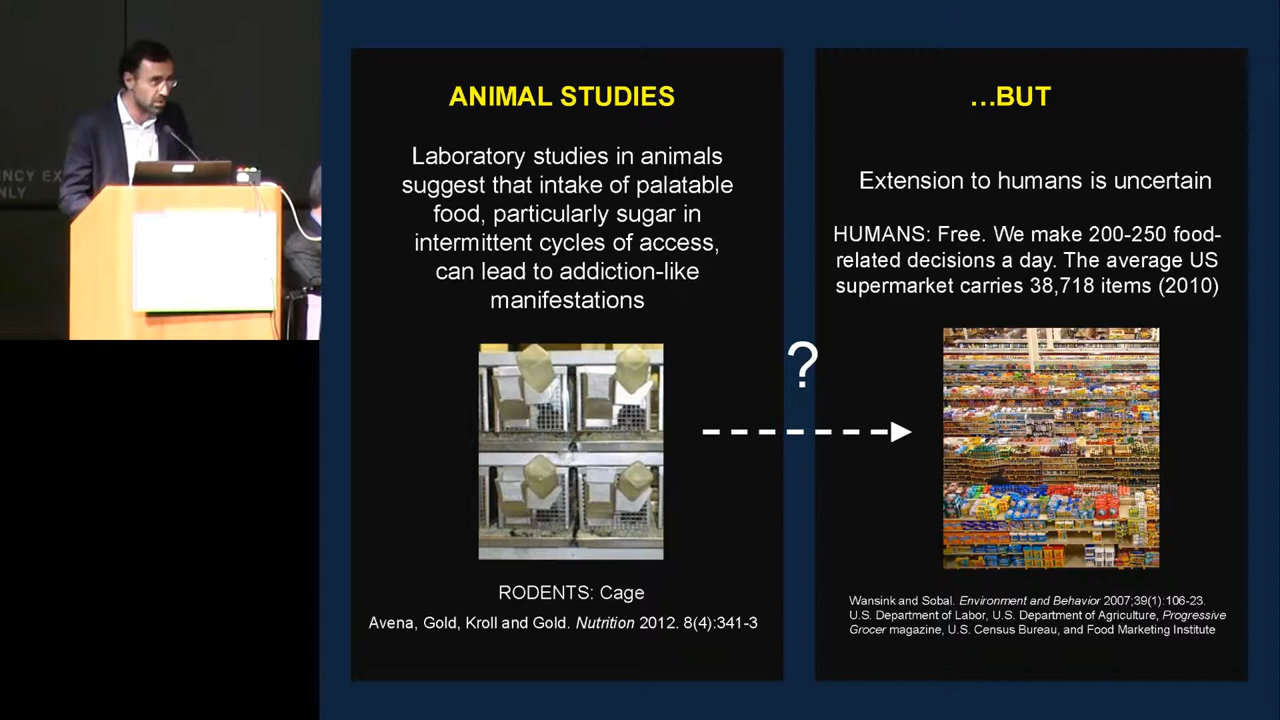 NCY EX
NLY
ANIMAL STUDIES
Laboratory studies in animals
suggest that intake of palatable
food, particularly sugar in
intermittent cycles of access,
can lead to addiction-like
manifestations
RODENTS: Cage
Avena, Gold, Kroll and Gold. Nutrition 2012. 8(4):341-3
?
...BUT
Extension to humans is uncertain
HUMANS: Free. We make 200-250 food-
related decisions a day. The average US
supermarket carries 38,718 items (2010)
Wansink and Sobal. Environment and Behavior 2007;39(1):106-23.
U.S. Department of Labor, U.S. Department of Agriculture, Progressive
Grocer magazine, U.S. Census Bureau, and Food Marketing Institute